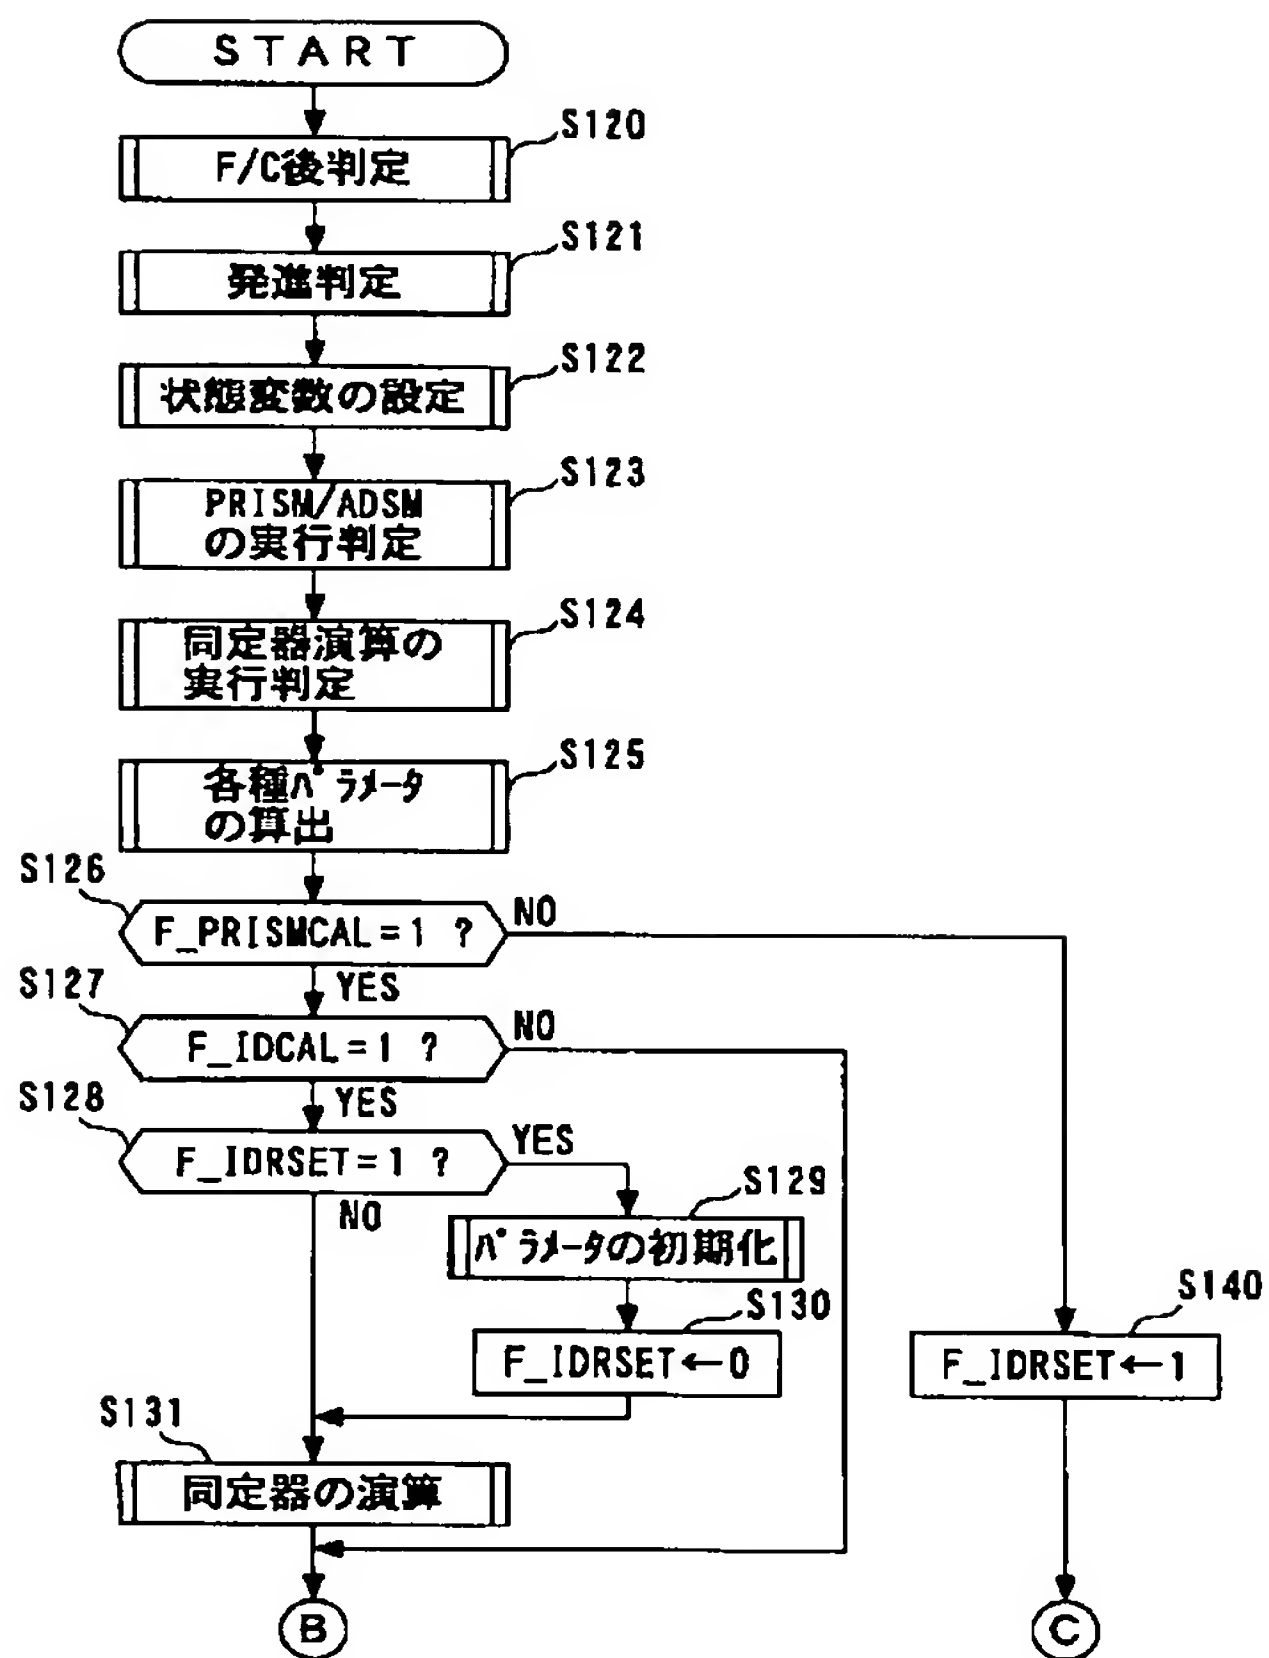 START
S120
F/C後判定
S121
発進判定
S122
状態変数の設定
S123
PRISM/ADSM
の実行判定
S124
同定器演算の
実行判定
S125
各種パラメータ
の算出
S126
F_PRISMCAL=1 ?
NO
YES
S127
F_IDCAL=1 ?
NO
YES
S128
F_IDRSET=1 ?
YES
NO
S129
パラメータの初期化
S130
F_IDRSET←0
S140
F_IDRSET←1
S131
同定器の演算
B
C